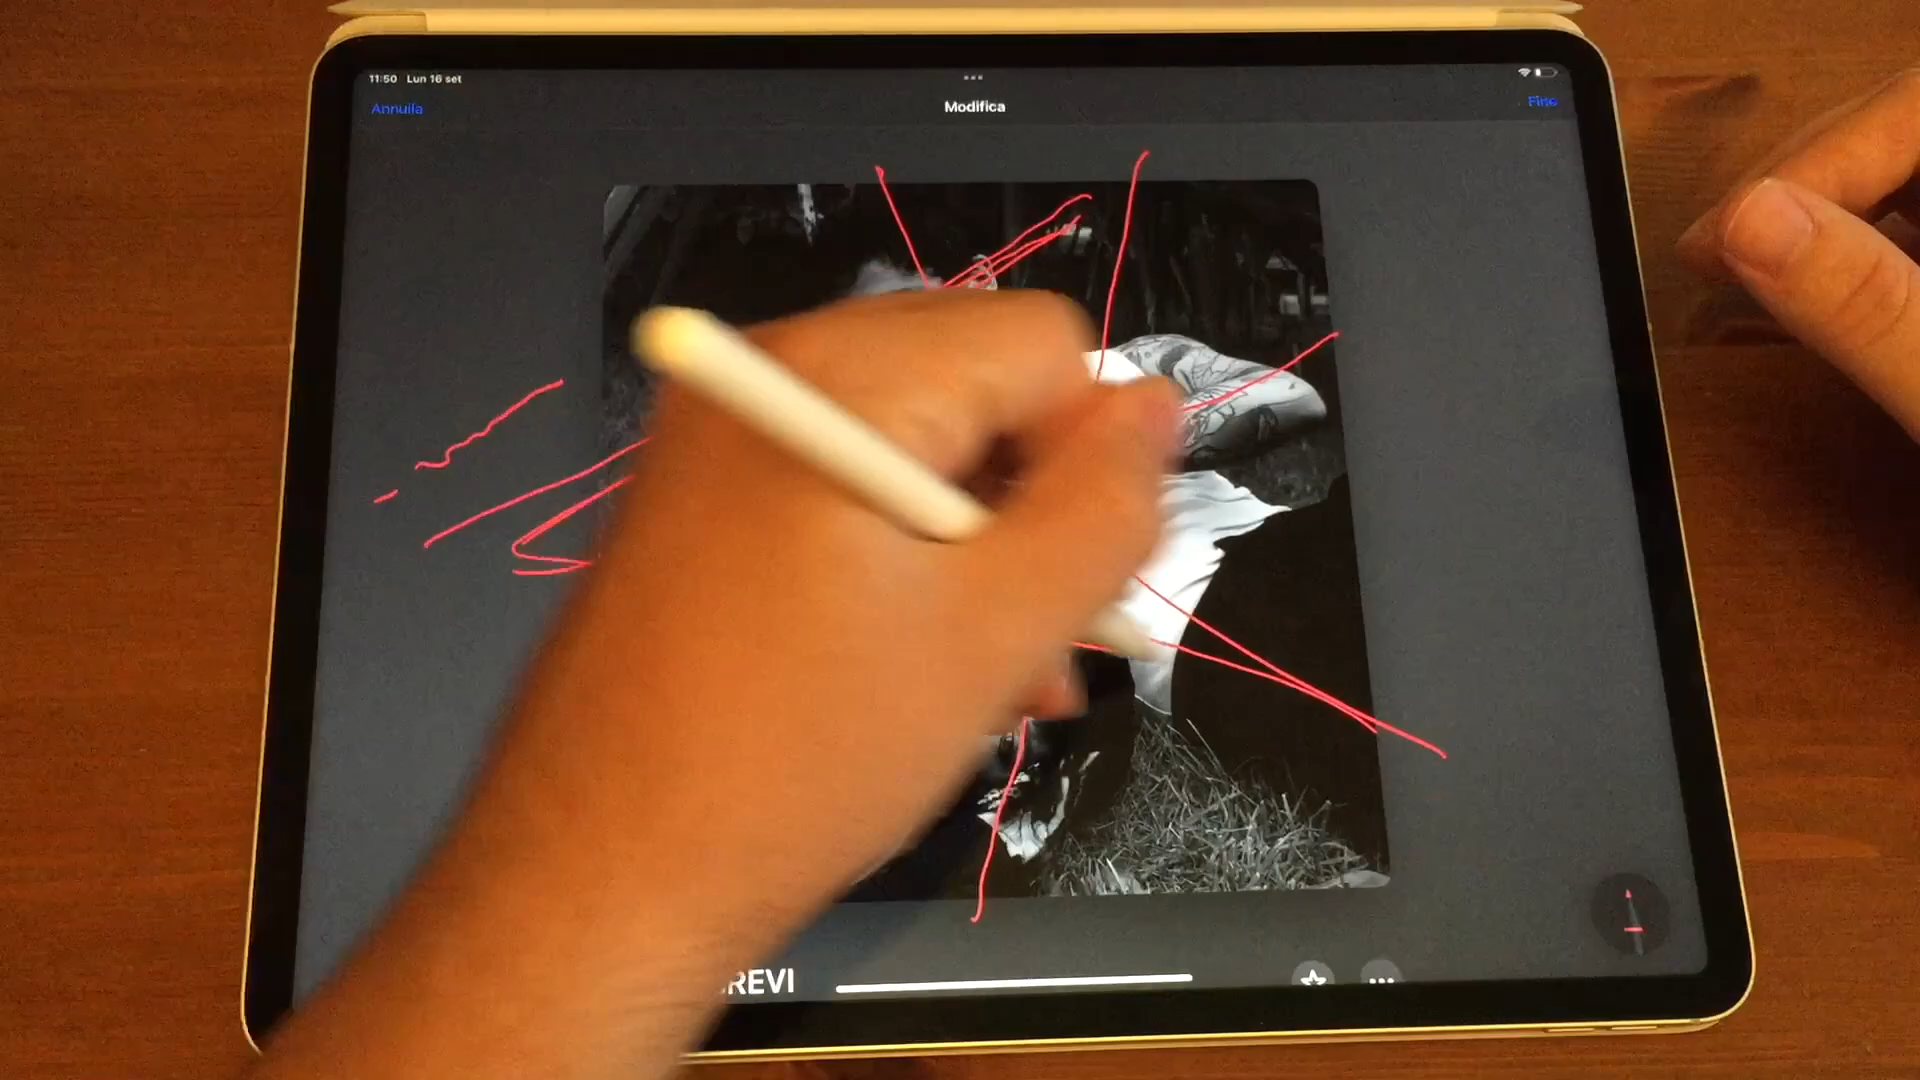 11:50 Lun 16 set
Annulla
Modifica
Fine
REVI